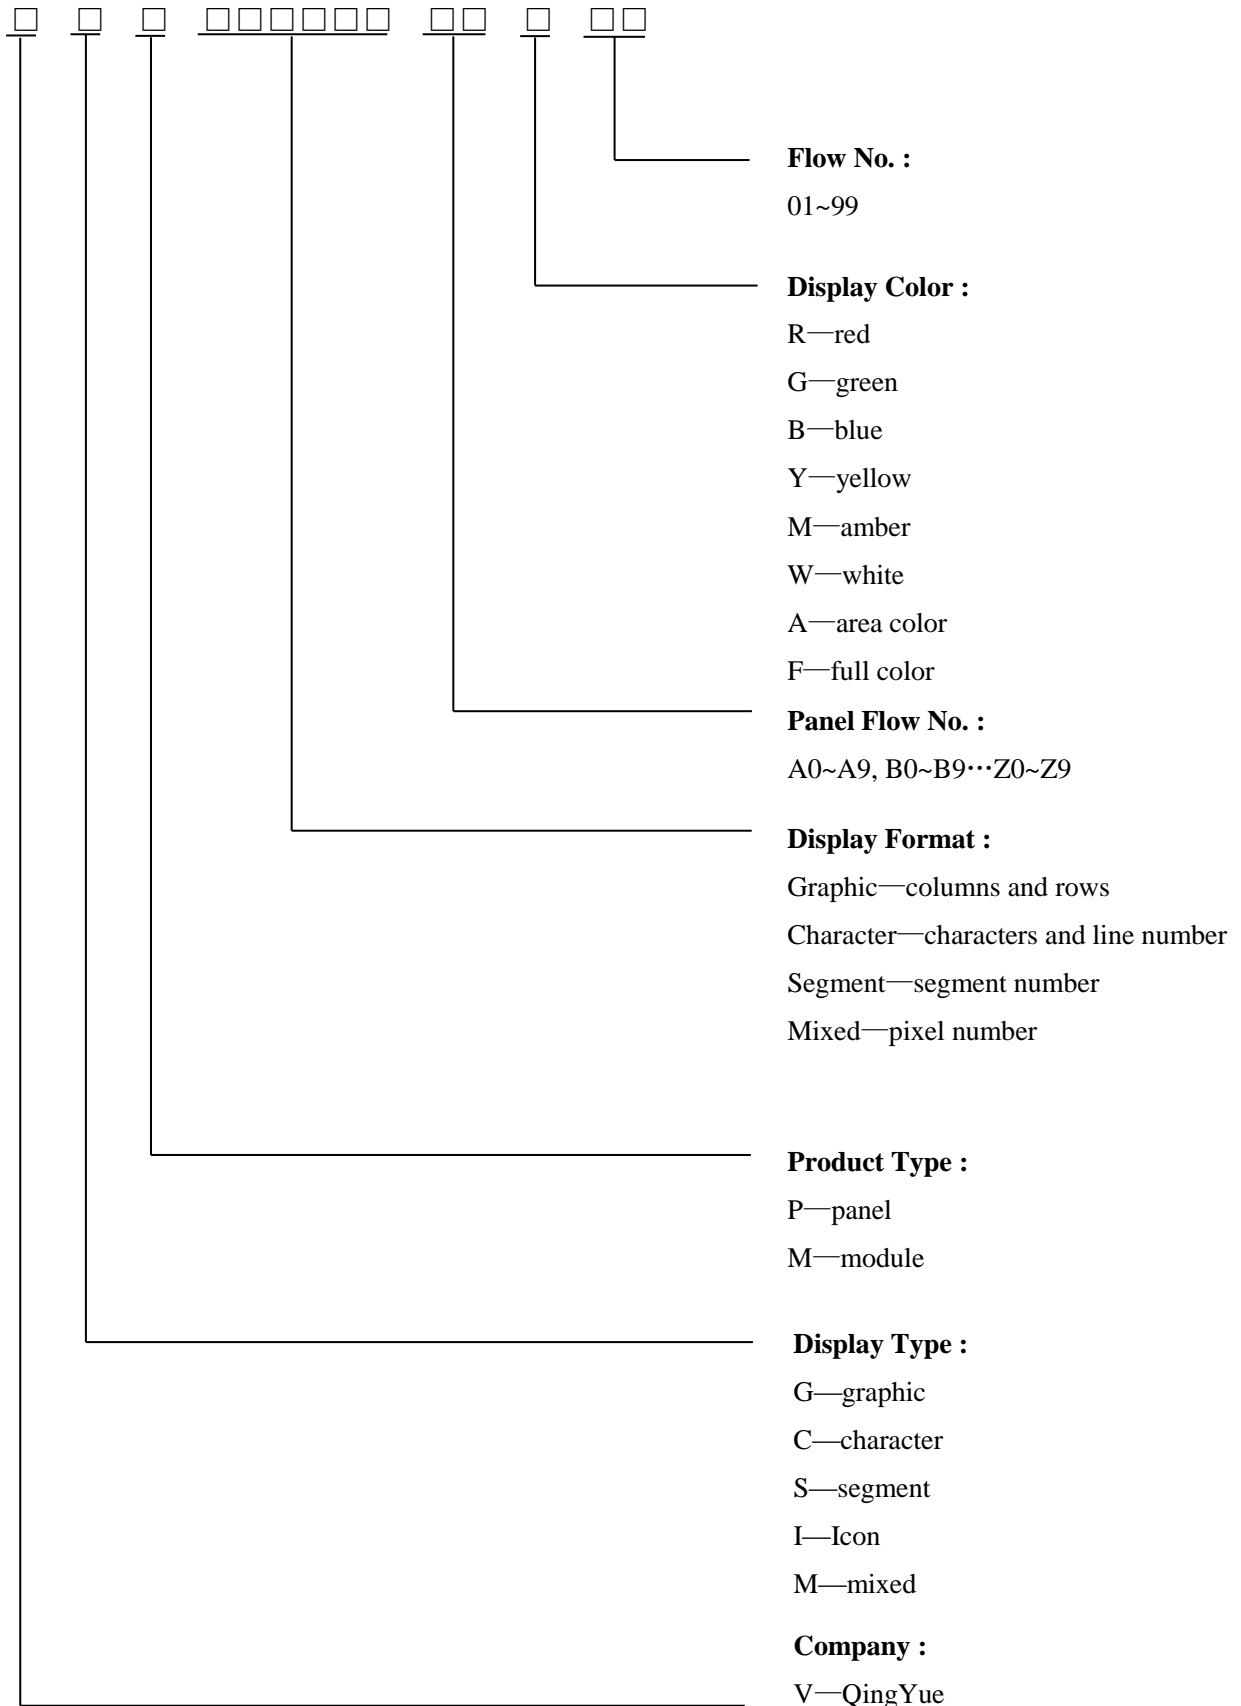 □ □ □ □□□□□□ □□ □ □□
Flow No. :
01~99
Display Color :
R—red
G—green
B—blue
Y—yellow
M—amber
W—white
A—area color
F—full color
Panel Flow No. :
A0~A9, B0~B9⋯Z0~Z9
Display Format :
Graphic—columns and rows
Character—characters and line number
Segment—segment number
Mixed—pixel number
Product Type :
P—panel
M—module
Display Type :
G—graphic
C—character
S—segment
I—Icon
M—mixed
Company :
V—QingYue